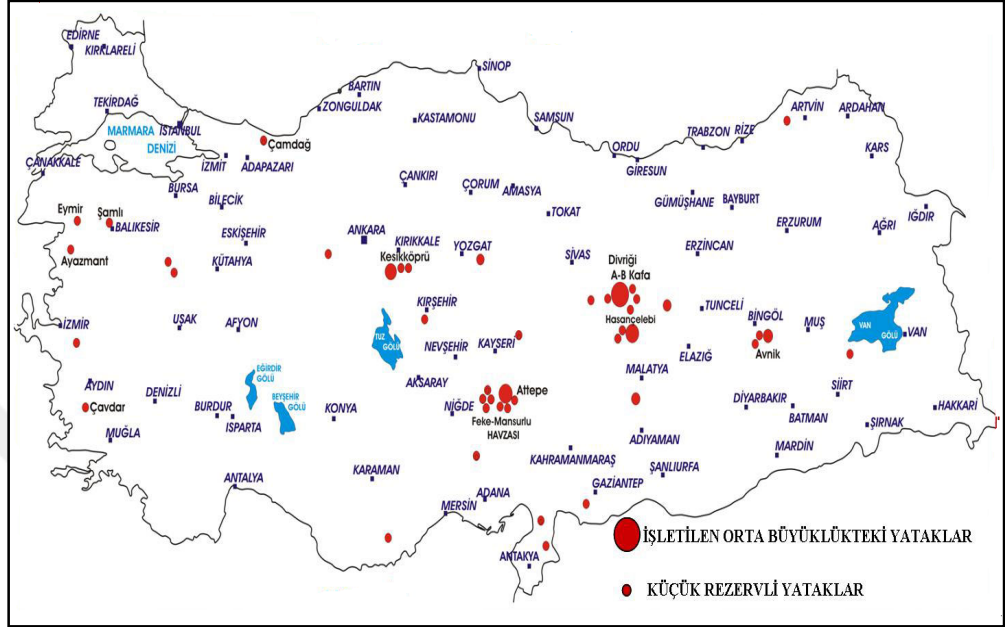 EDİRNE
KIRKLARELİ
TEKİRDAĞ
MARMARA
DENİZİ
İSTANBUL
ÇANAKKALE
İZMİT
ADAPAZARI
Çamdağ
ZONGULDAK
BARTIN
KASTAMONU
SİNOP
SAMSUN
ORDU
GİRESUN
TRABZON
RİZE
ARTVİN
ARDAHAN
KARS
BURSA
BİLECİK
ÇANKIRI
ÇORUM
AMASYA
TOKAT
GÜMÜŞHANE
BAYBURT
ERZURUM
AĞRI
IĞDIR
Eymir
Şamlı
BALIKESİR
Ayazmant
ESKİŞEHİR
KÜTAHYA
ANKARA
KIRIKKALE
Kesikköprü
YOZGAT
SİVAS
Divriği
A-B Kafa
ERZİNCAN
Hasançelebi
TUNCELİ
BİNGÖL
Avnik
MUŞ
VAN
GÖLÜ
VAN
İZMİR
UŞAK
AFYON
KIRŞEHİR
TUZ
GÖLÜ
NEVŞEHİR
KAYSERİ
ELAZIĞ
MALATYA
AYDIN
Çavdar
DENİZLİ
EĞİRDİR
GÖLÜ
BEYŞEHİR
GÖLÜ
BURDUR
ISPARTA
KONYA
AKSARAY
NİĞDE
Attepe
Feke-Mansurlu
HAVZASI
DİYARBAKIR
BATMAN
SİİRT
ŞIRNAK
HAKKARİ
MUĞLA
ANTALYA
KARAMAN
MERSİN
ADANA
KAHRAMANMARAŞ
ADIYAMAN
GAZİANTEP
ŞANLIURFA
MARDİN
ANTAKYA
İŞLETİLEN ORTA BÜYÜKLÜKTEKİ YATAKLAR
KÜÇÜK REZERVLİ YATAKLAR